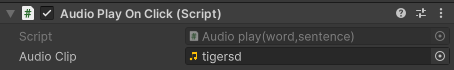 Audio Play On Click (Script)
Script Audio play(word,sentence)
Audio Clip tigersd